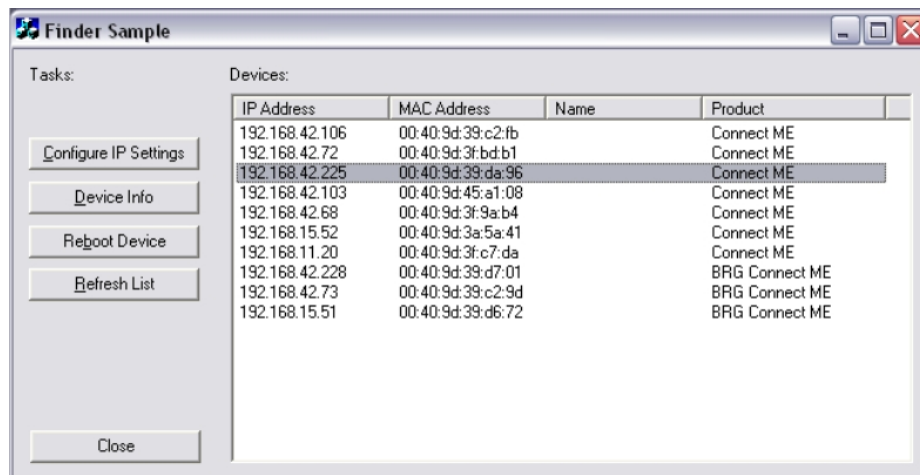 Finder Sample
Tasks:
Devices:
IP Address MAC Address Name Product
192.168.42.106 00:40:9d:39:c2:fb Connect ME
192.168.42.72 00:40:9d:3f:bd:b1 Connect ME
192.168.42.225 00:40:9d:39:da:96 Connect ME
192.168.42.103 00:40:9d:45:a1:08 Connect ME
192.168.42.68 00:40:9d:3f:9a:b4 Connect ME
192.168.15.52 00:40:9d:3a:5a:41 Connect ME
192.168.11.20 00:40:9d:3f:c7:da Connect ME
192.168.42.228 00:40:9d:39:d7:01 BRG Connect ME
192.168.42.73 00:40:9d:39:c2:9d BRG Connect ME
192.168.15.51 00:40:9d:39:d6:72 BRG Connect ME
Configure IP Settings
Device Info
Reboot Device
Refresh List
Close